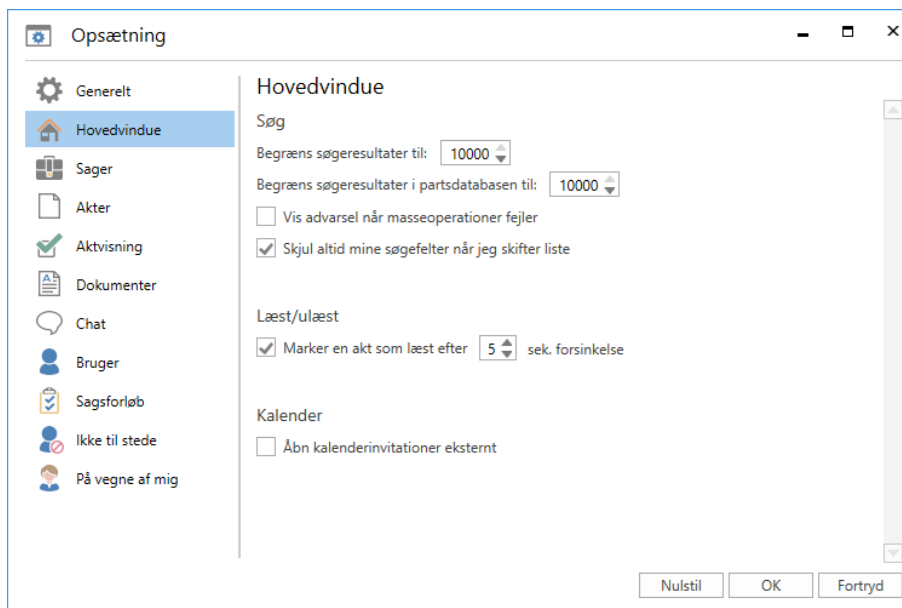 Opsætning
Generelt
Hovedvindue
Sager
Akter
Aktvisning
Dokumenter
Chat
Bruger
Sagsforløb
Ikke til stede
På vegne af mig
Hovedvindue
Søg
Begræns søgeresultater til: 10000
Begræns søgeresultater i partsdatabasen til: 10000
Vis advarsel når masseoperationer fejler
Skjul altid mine søgefelter når jeg skifter liste
Læst/ulæst
Marker en akt som læst efter 5 sek. forsinkelse
Kalender
Åbn kalenderinvitationer eksternt
Nulstil OK Fortryd